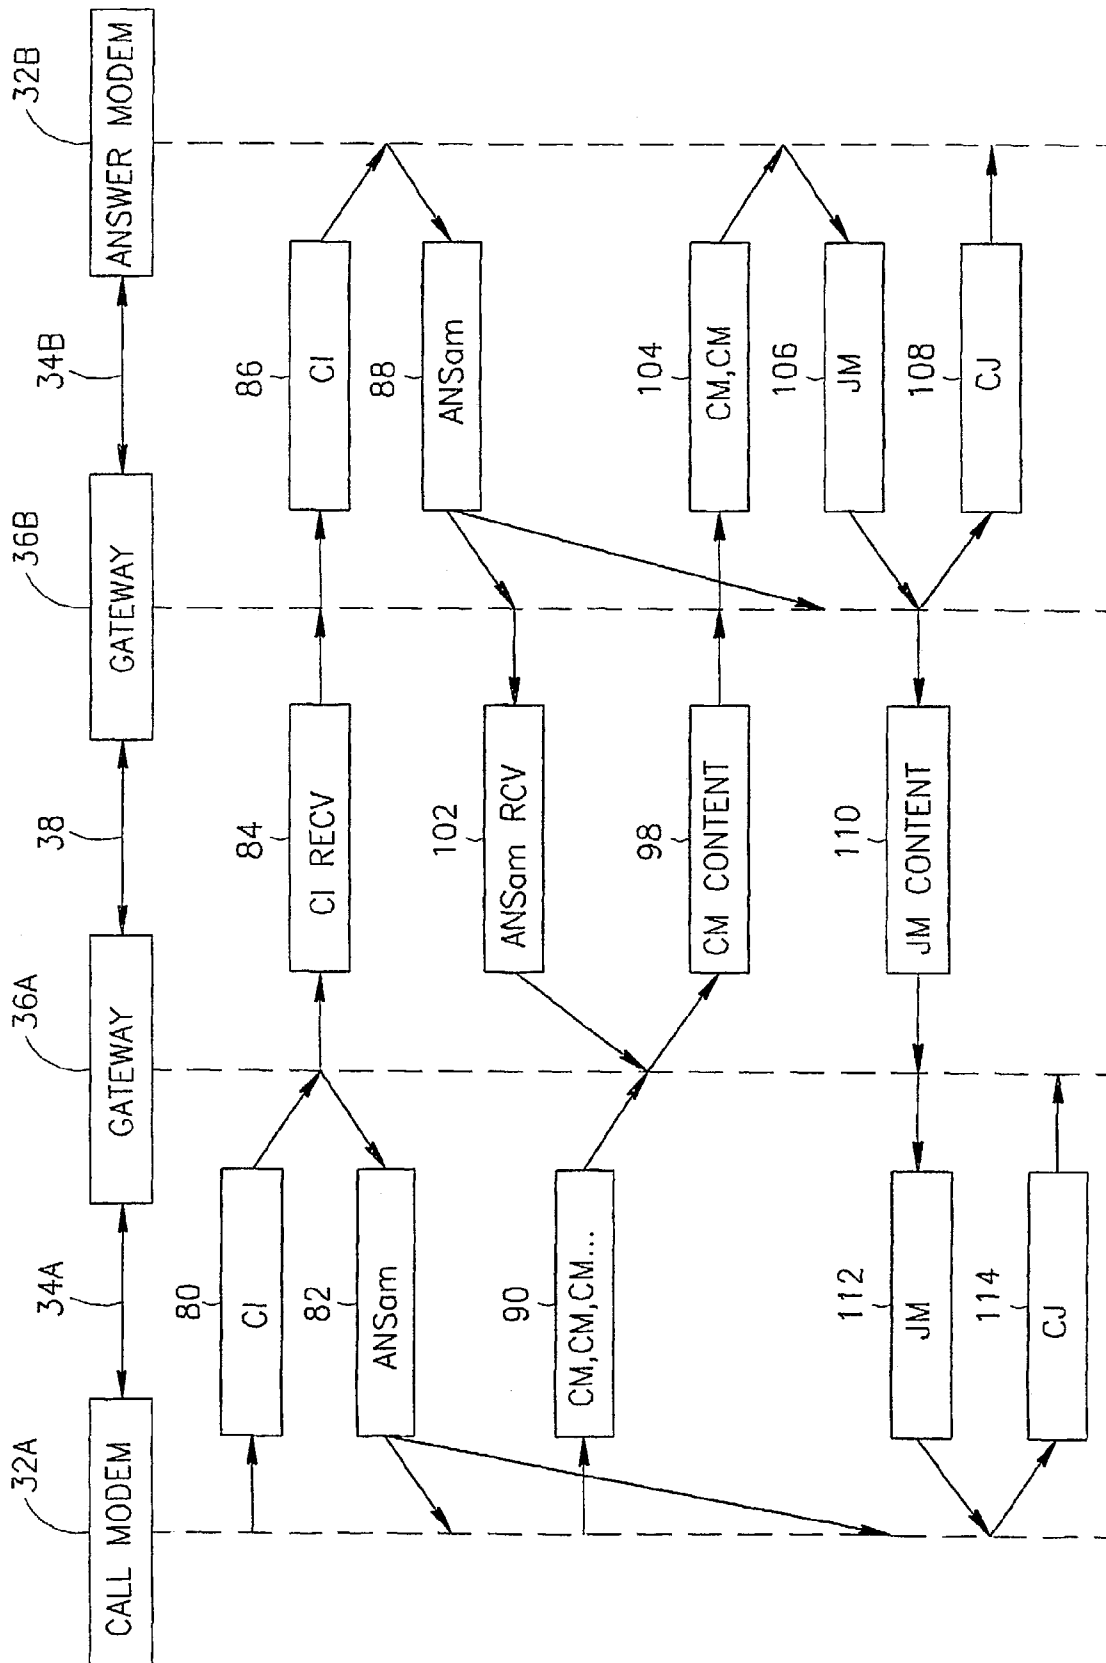 32A
34A
36A
38
36B
34B
32B
CALL MODEM
GATEWAY
GATEWAY
ANSWER MODEM
80
CI
82
ANSam
84
CI RECV
86
CI
88
ANSam
102
ANSam RCV
90
CM,CM,CM...
98
CM CONTENT
104
CM,CM
106
JM
108
CJ
110
JM CONTENT
112
JM
114
CJ